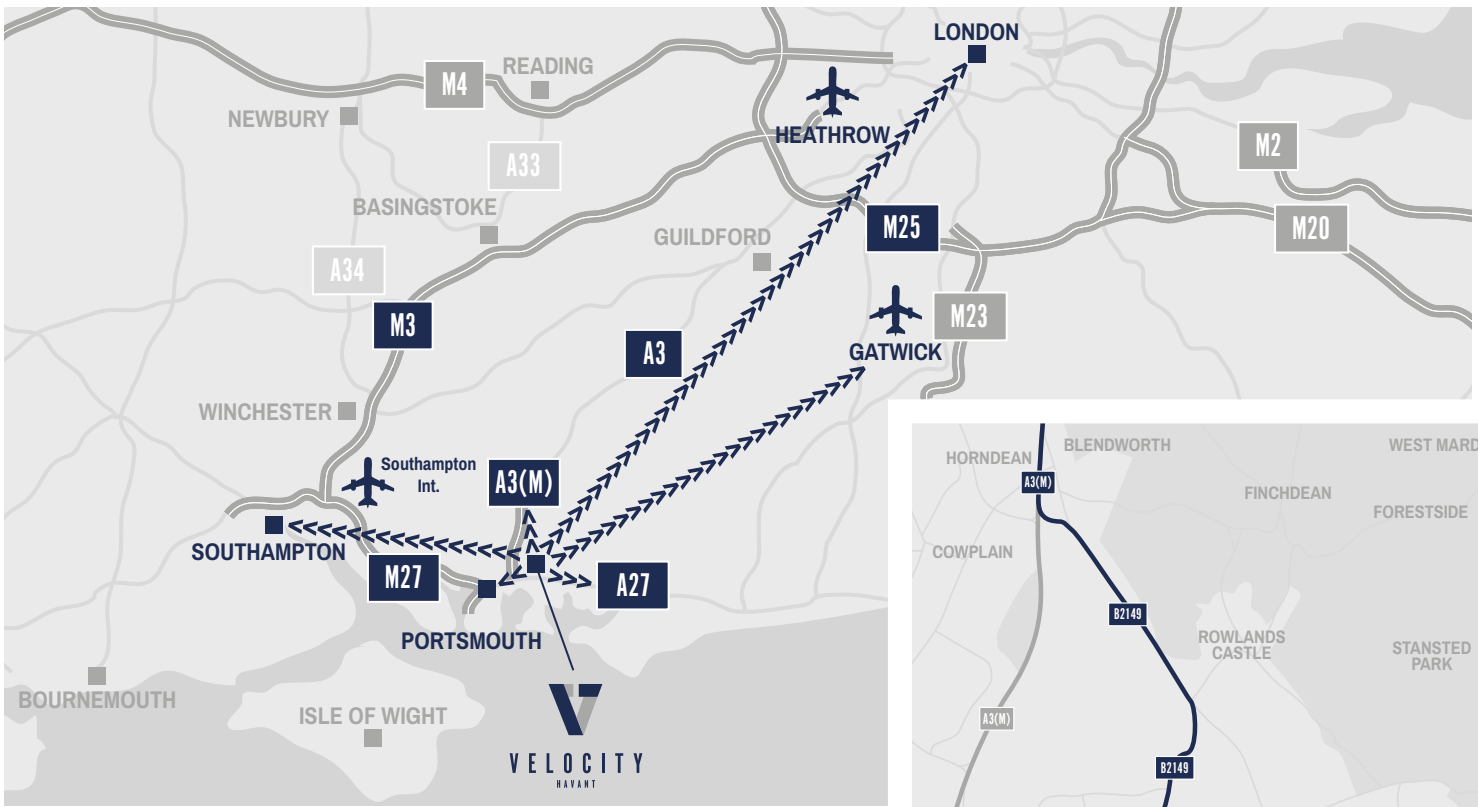 LONDON
READING
M4
NEWBURY
HEATHROW
A33
M2
BASINGSTOKE
GUILDFORD
M25
M20
A34
M3
M23
A3
GATWICK
WINCHESTER
Southampton
Int.
A3(M)
SOUTHAMPTON
M27
A27
PORTSMOUTH
BOURNEMOUTH
ISLE OF WIGHT
VELOCITY
HAVANT
BLENDWORTH
WEST MARD
HORNDEAN
A3(M)
FINCHDEAN
FORESTSIDE
COWPLAIN
B2149
ROWLANDS
CASTLE
STANSTED
PARK
A3(M)
B2149